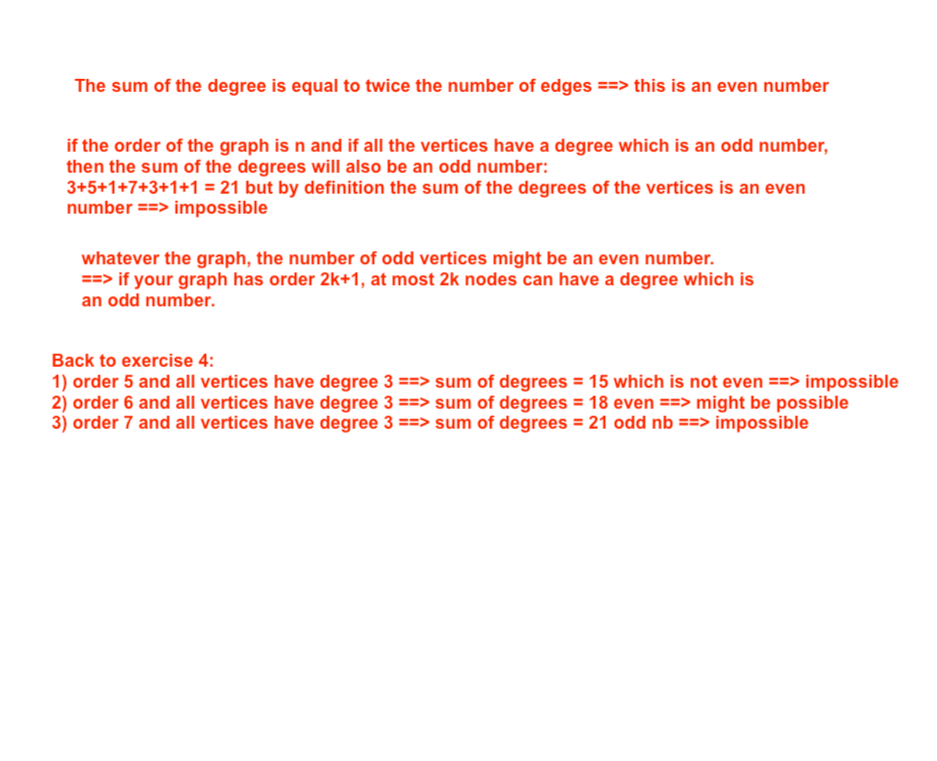 The sum of the degree is equal to twice the number of edges ==> this is an even number
if the order of the graph is n and if all the vertices have a degree which is an odd number,
then the sum of the degrees will also be an odd number:
3+5+1+7+3+1+1 = 21 but by definition the sum of the degrees of the vertices is an even
number ==> impossible
whatever the graph, the number of odd vertices might be an even number.
==> if your graph has order 2k+1, at most 2k nodes can have a degree which is
an odd number.
Back to exercise 4:
1) order 5 and all vertices have degree 3 ==> sum of degrees = 15 which is not even ==> impossible
2) order 6 and all vertices have degree 3 ==> sum of degrees = 18 even ==> might be possible
3) order 7 and all vertices have degree 3 ==> sum of degrees = 21 odd nb ==> impossible